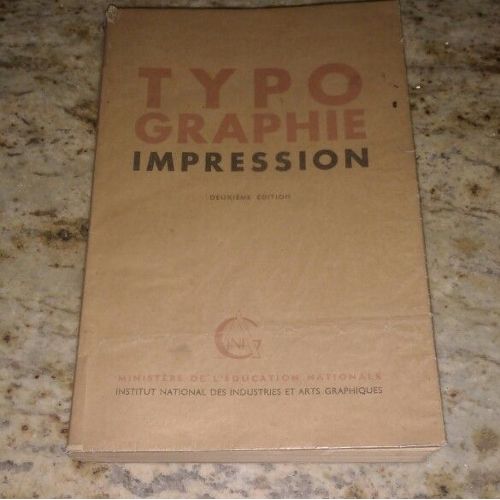 TYPO
GRAPHIE
IMPRESSION
DEUXIÈME ÉDITION
MINISTÈRE DE L'ÉDUCATION NATIONALE
INSTITUT NATIONAL DES INDUSTRIES ET ARTS GRAPHIQUES